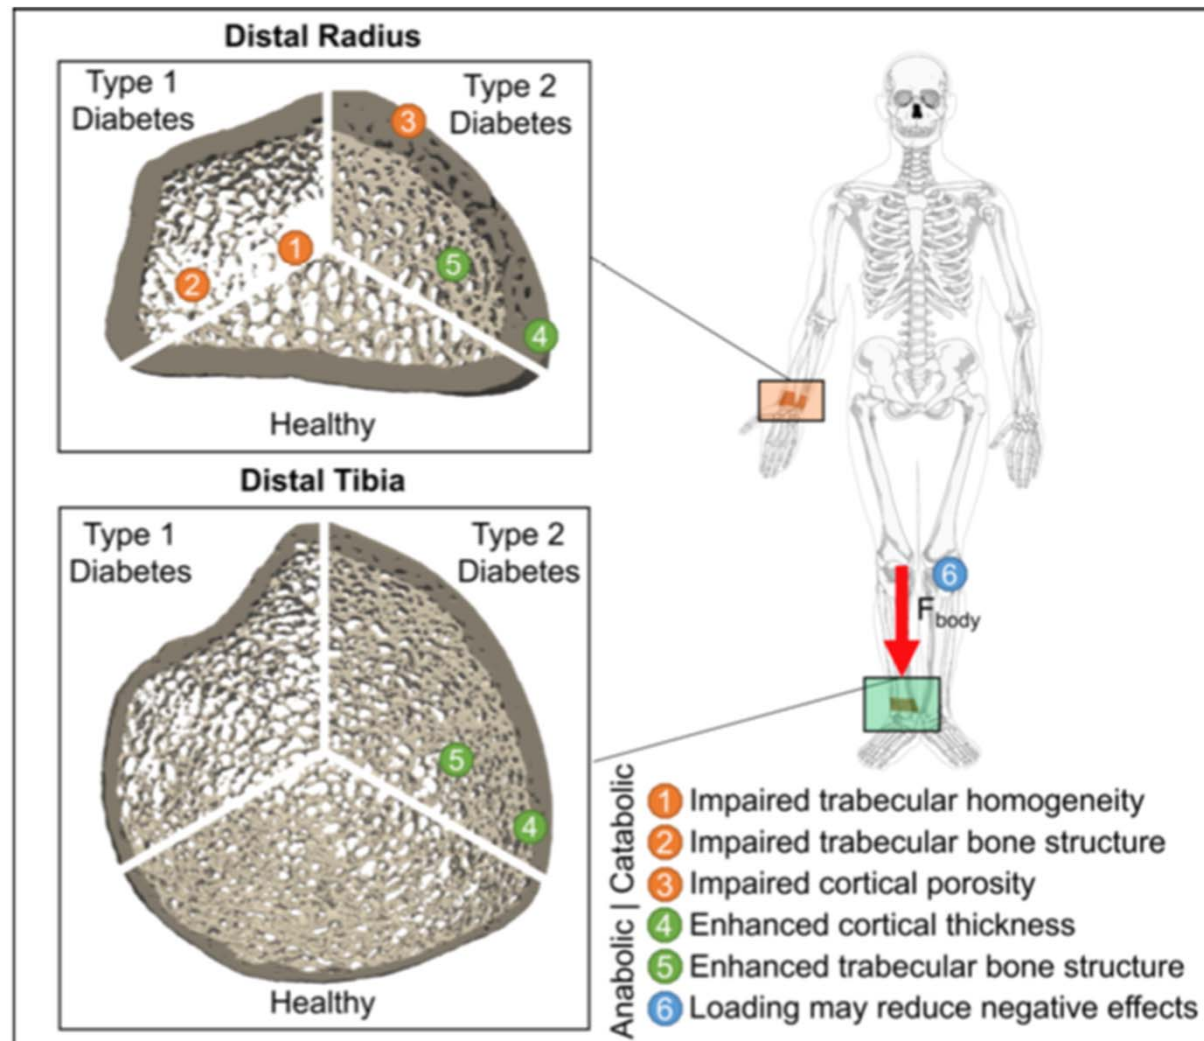 Distal Radius
Type 1
Diabetes
Type 2
Diabetes
3
1
5
2
4
Healthy
Distal Tibia
Type 1
Diabetes
Type 2
Diabetes
5
4
Healthy
6
F body
Anabolic | Catabolic
1 Impaired trabecular homogeneity
2 Impaired trabecular bone structure
3 Impaired cortical porosity
4 Enhanced cortical thickness
5 Enhanced trabecular bone structure
6 Loading may reduce negative effects